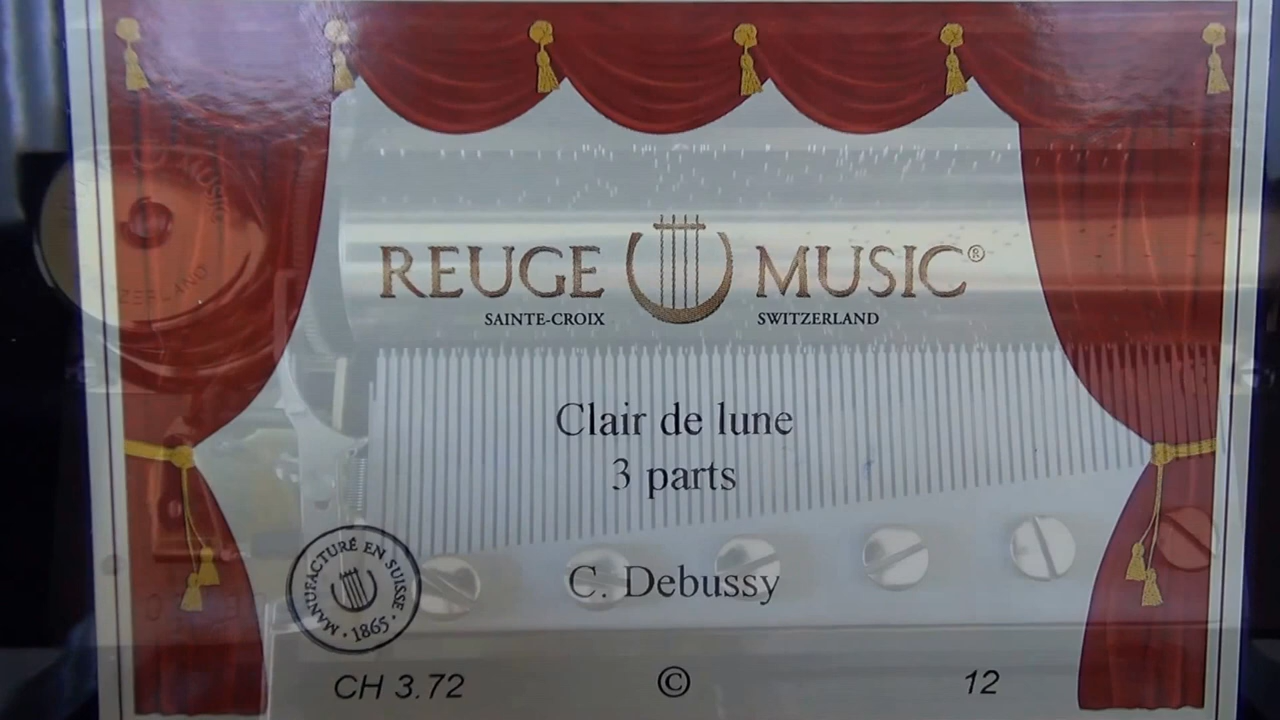 REUGE MUSIC®
SAINTE-CROIX SWITZERLAND
Clair de lune
3 parts
C. Debussy
MANUFACTURÉ EN SUISSE
· 1865 ·
CH 3.72 © 12